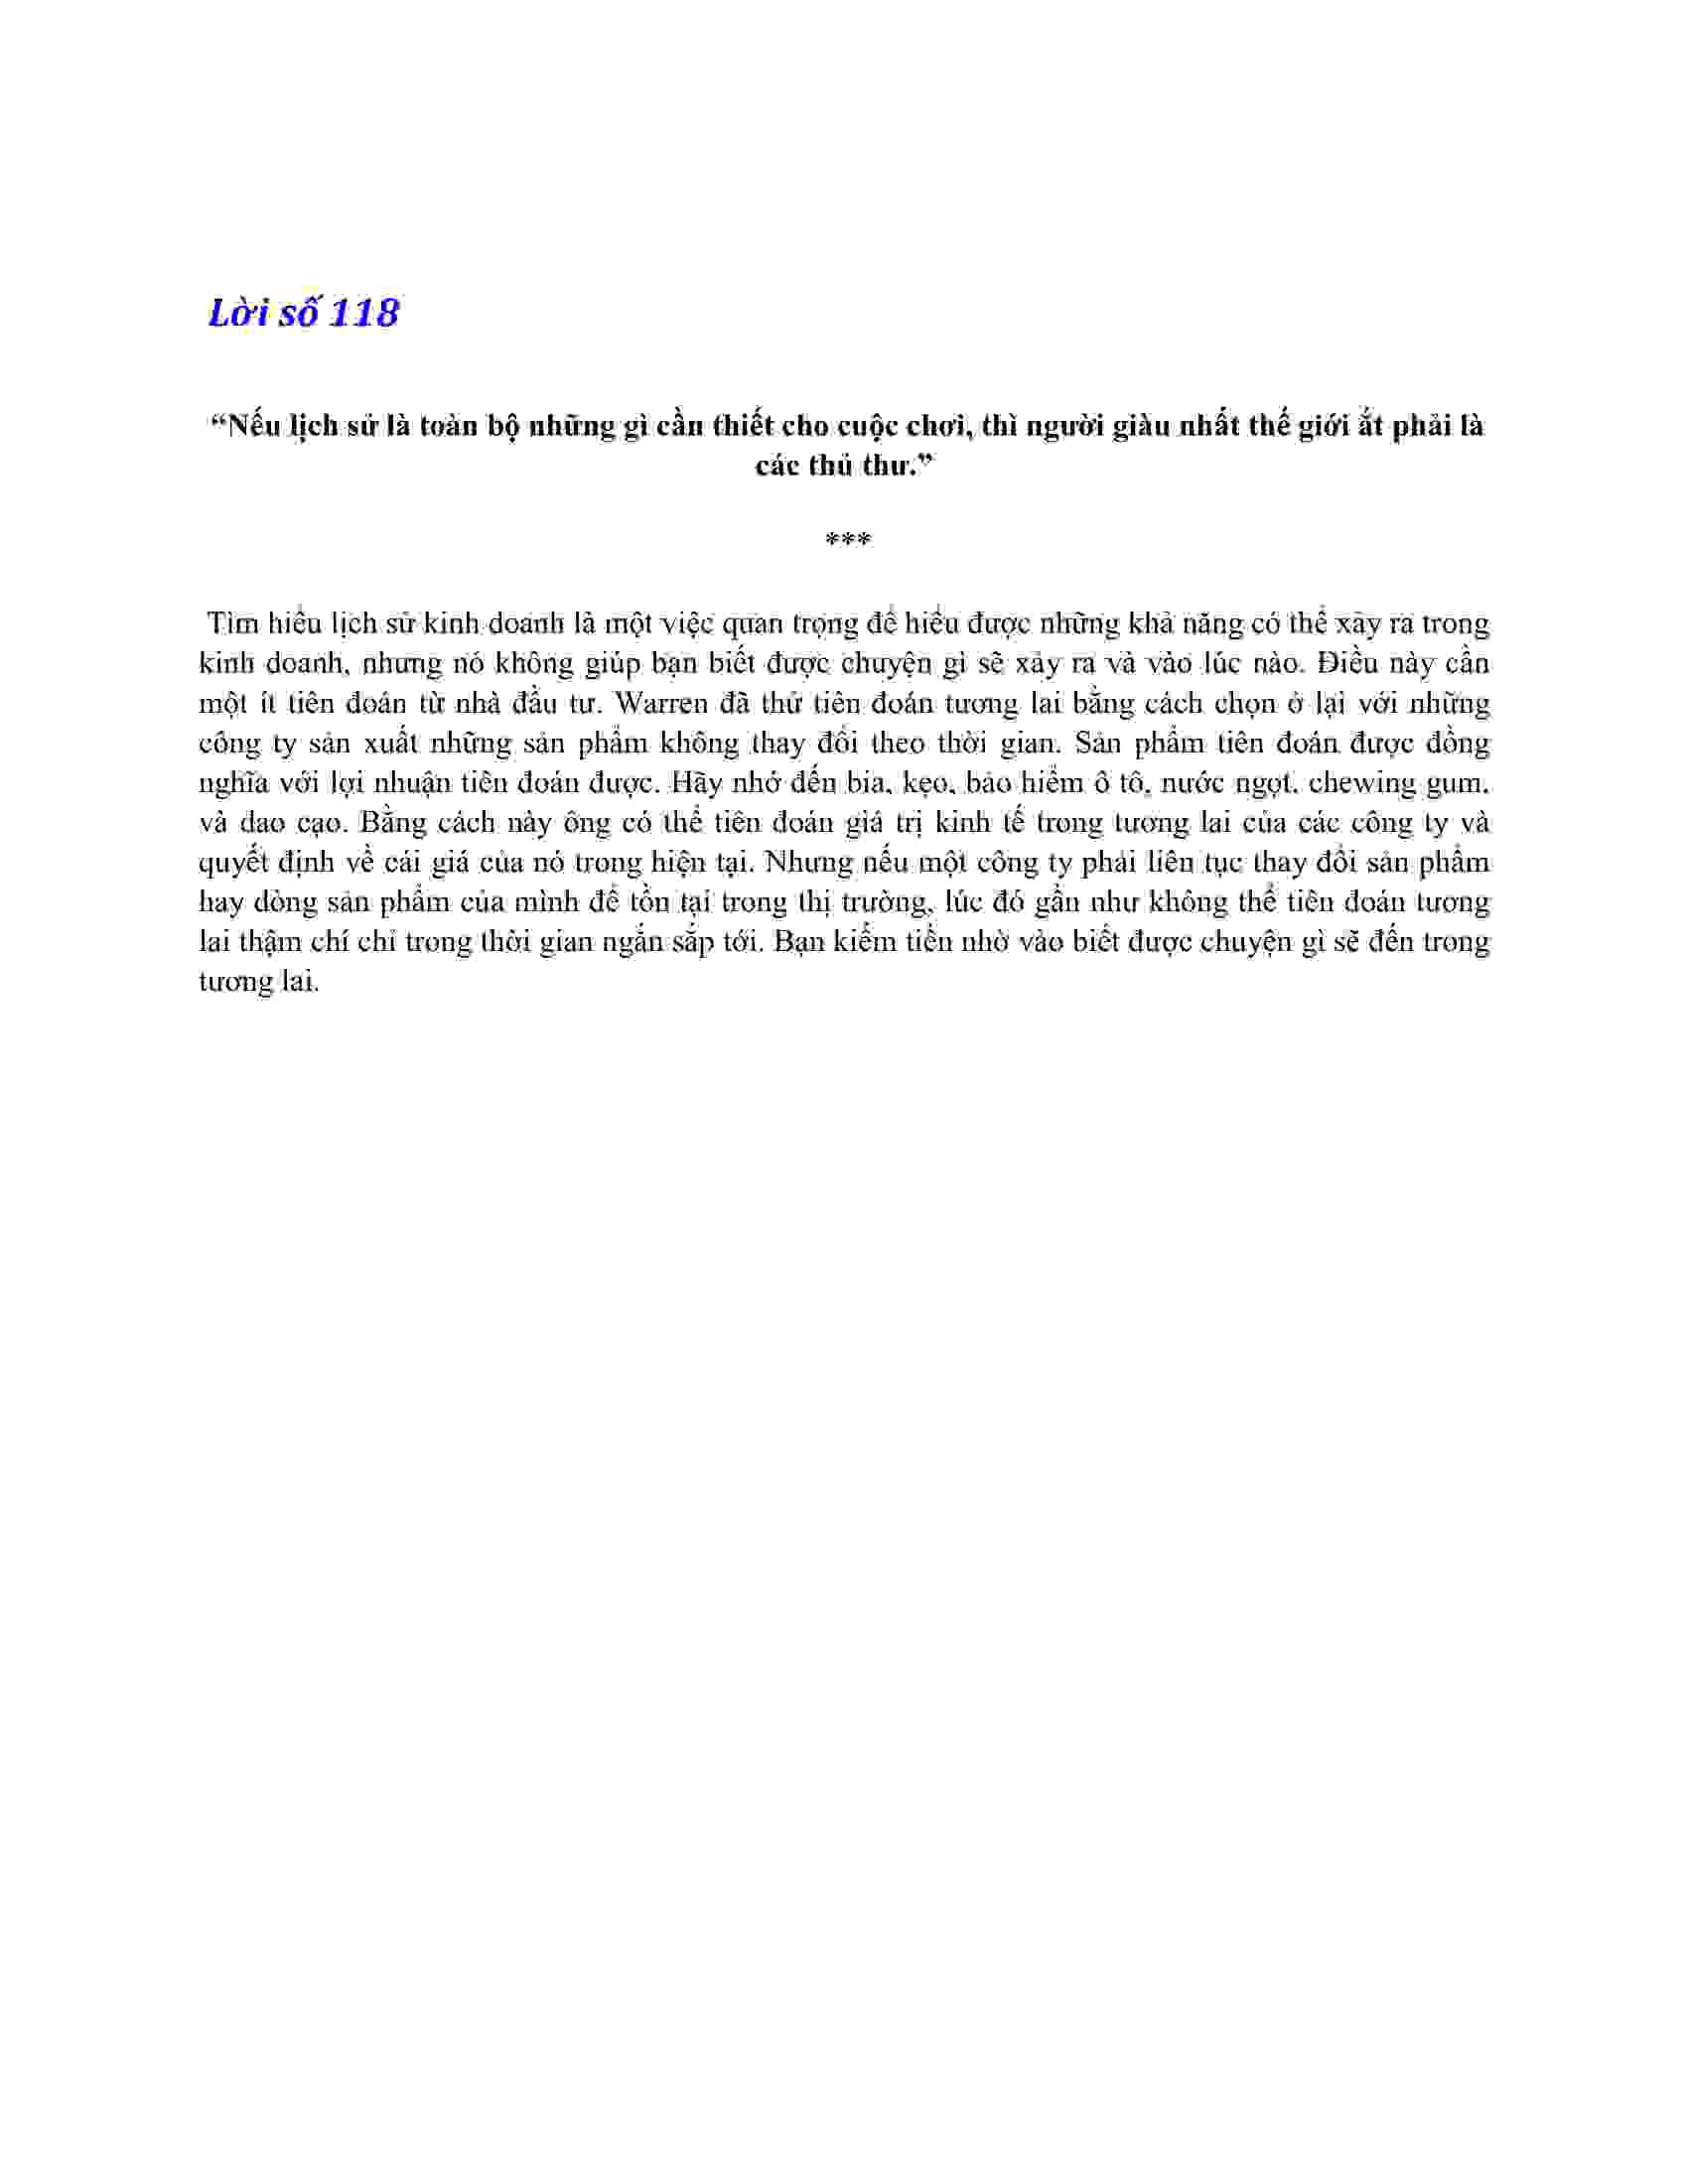 Lời số 118
“Nếu lịch sử là toàn bộ những gì cần thiết cho cuộc chơi, thì người giàu nhất thế giới ắt phải là
các thủ thư.”
***
Tìm hiểu lịch sử kinh doanh là một việc quan trọng để hiểu được những khả năng có thể xảy ra trong
kinh doanh, nhưng nó không giúp bạn biết được chuyện gì sẽ xảy ra và vào lúc nào. Điều này cần
một ít tiên đoán từ nhà đầu tư. Warren đã thử tiên đoán tương lai bằng cách chọn ở lại với những
công ty sản xuất những sản phẩm không thay đổi theo thời gian. Sản phẩm tiên đoán được đồng
nghĩa với lợi nhuận tiên đoán được. Hãy nhớ đến bia, kẹo, bảo hiểm ô tô, nước ngọt, chewing gum,
và dao cạo. Bằng cách này ông có thể tiên đoán giá trị kinh tế trong tương lai của các công ty và
quyết định về cái giá của nó trong hiện tại. Nhưng nếu một công ty phải liên tục thay đổi sản phẩm
hay dòng sản phẩm của mình để tồn tại trong thị trường, lúc đó gần như không thể tiên đoán tương
lai thậm chí chỉ trong thời gian ngắn sắp tới. Bạn kiếm tiền nhờ vào biết được chuyện gì sẽ đến trong
tương lai.